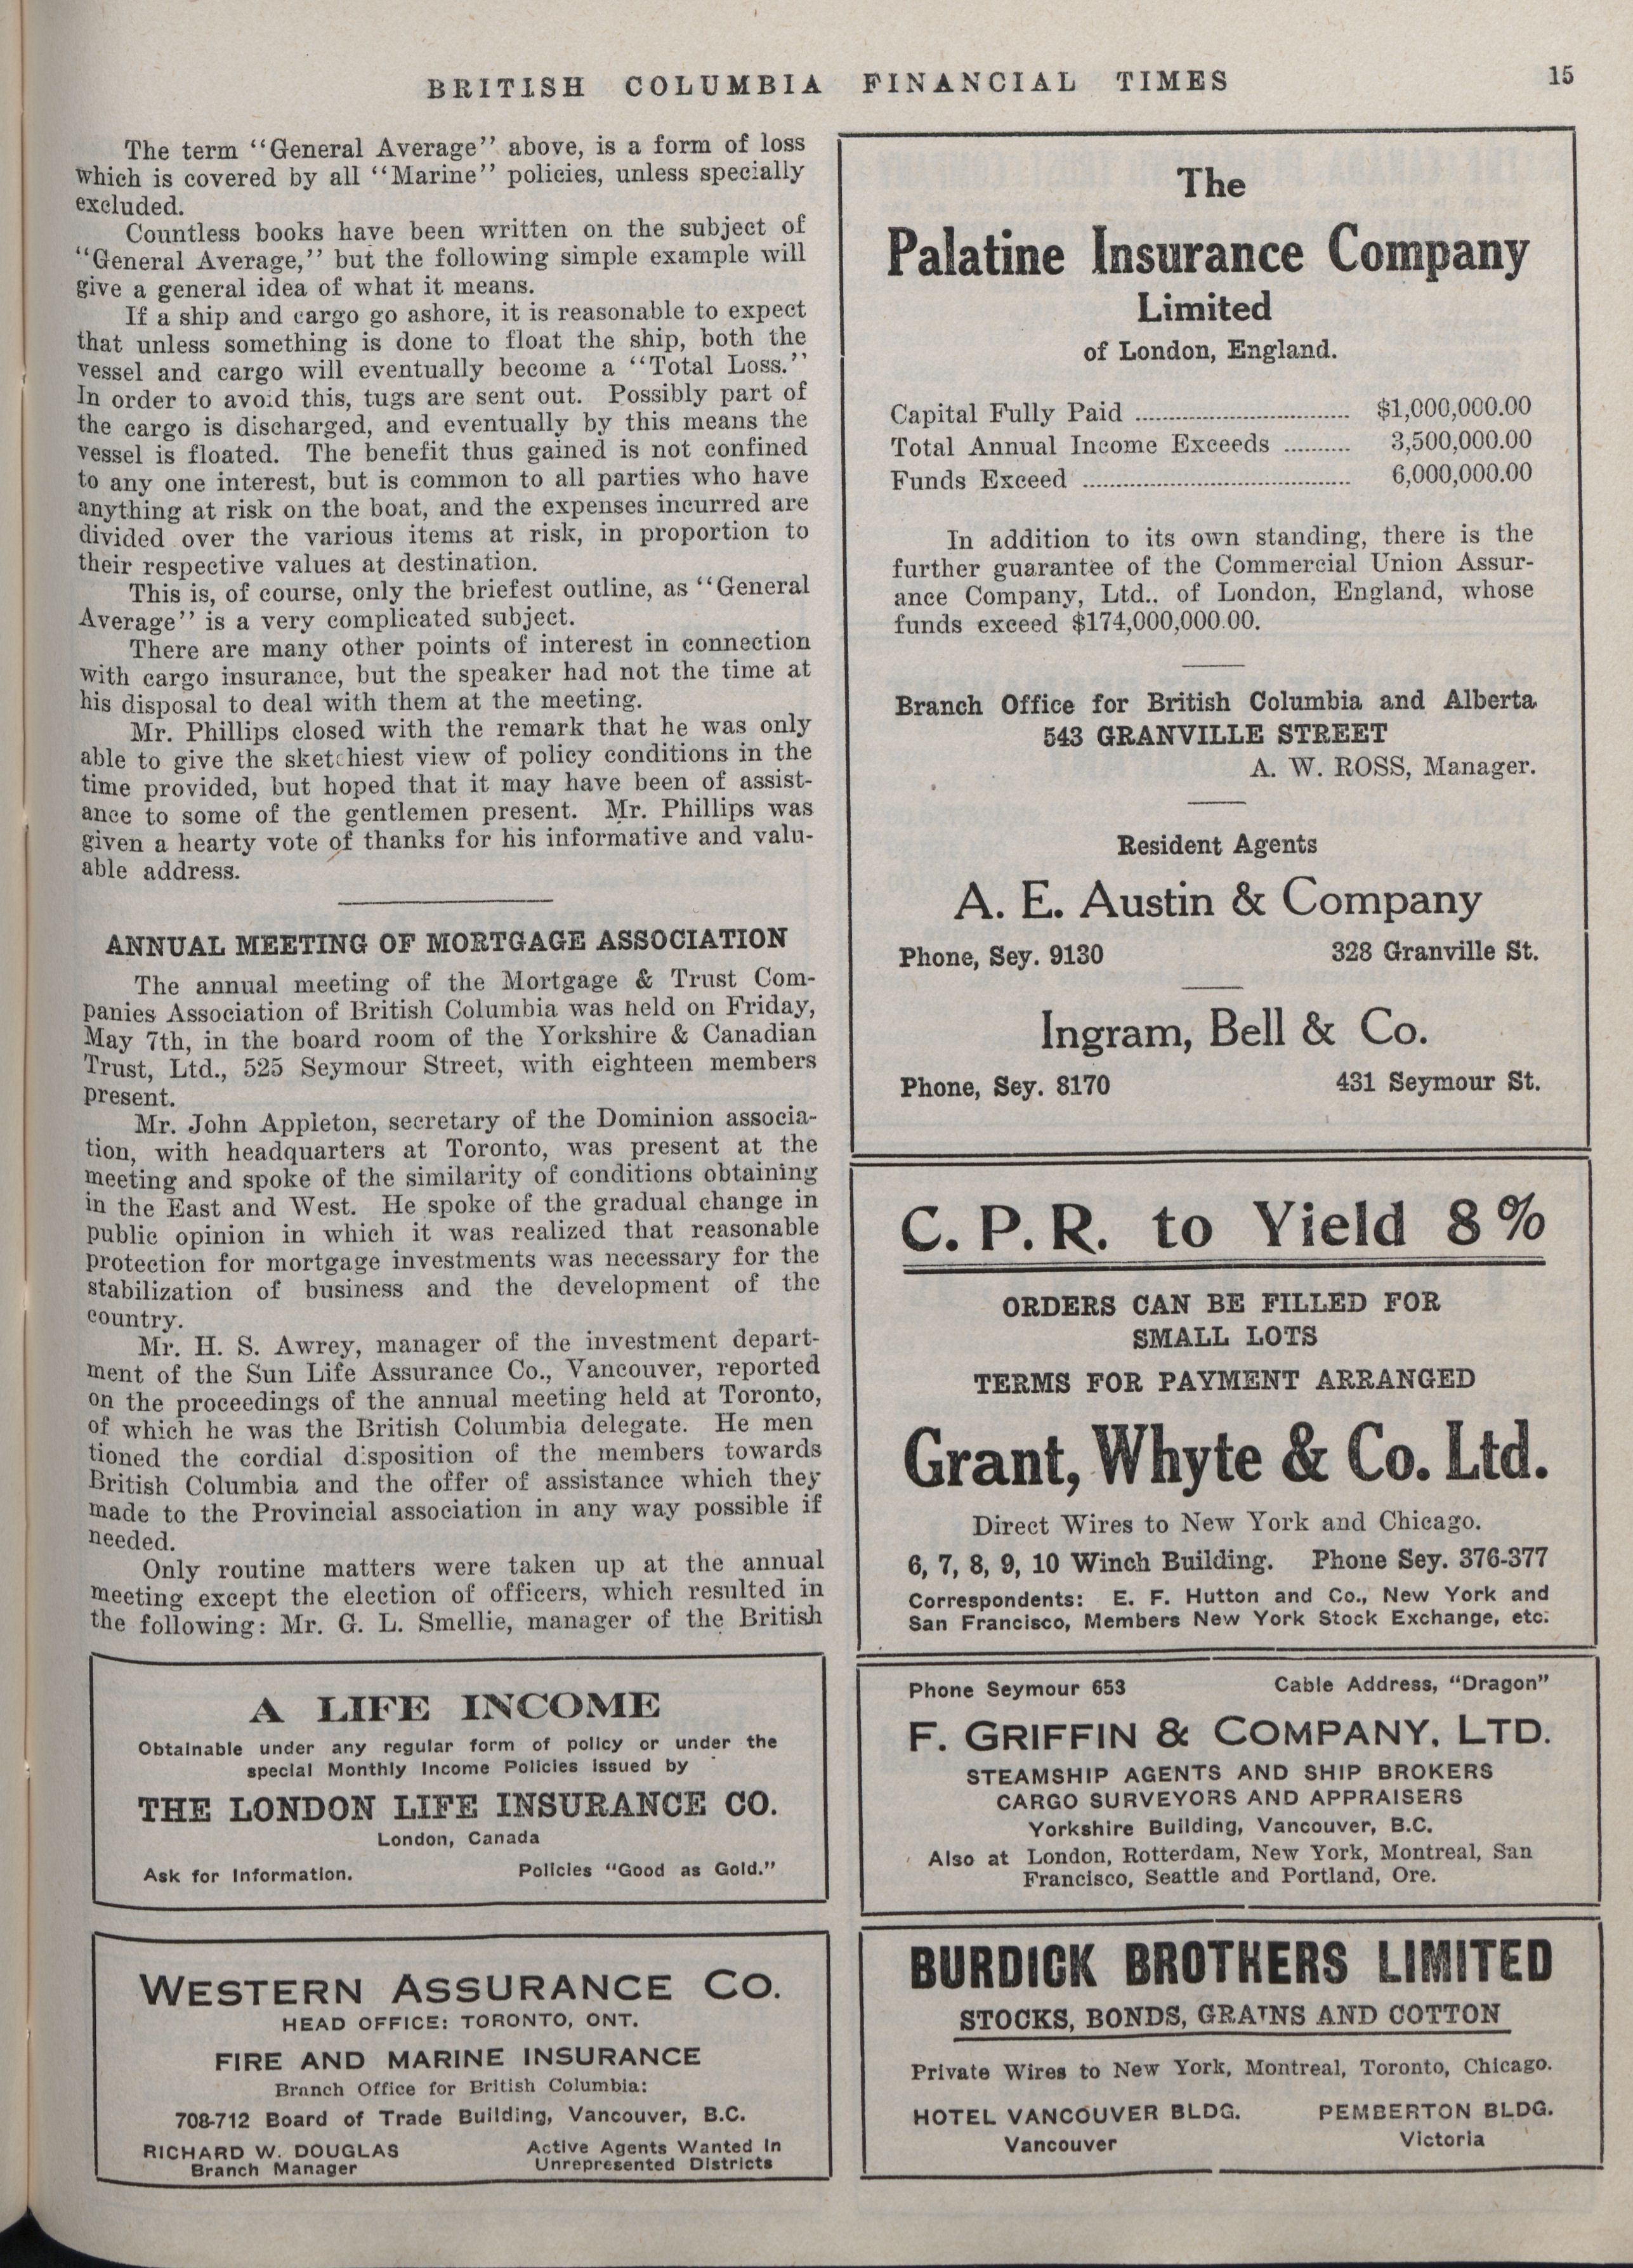 BRITISH COLUMBIA FINANCIAL TIMES
15
The term "General Average" above, is a form of loss
which is covered by all "Marine" policies, unless specially
excluded.
Countless books have been written on the subject of
"General Average," but the following simple example will
give a general idea of what it means.
If a ship and cargo go ashore, it is reasonable to expect
that unless something is done to float the ship, both the
vessel and cargo will eventually become a "Total Loss."
In order to avoid this, tugs are sent out. Possibly part of
the cargo is discharged, and eventually by this means the
vessel is floated. The benefit thus gained is not confined
to any one interest, but is common to all parties who have
anything at risk on the boat, and the expenses incurred are
divided over the various items at risk, in proportion to
their respective values at destination.
This is, of course, only the briefest outline, as "General
Average" is a very complicated subject.
There are many other points of interest in connection
with cargo insurance, but the speaker had not the time at
his disposal to deal with them at the meeting.
Mr. Phillips closed with the remark that he was only
able to give the sketchiest view of policy conditions in the
time provided, but hoped that it may have been of assist-
ance to some of the gentlemen present. Mr. Phillips was
given a hearty vote of thanks for his informative and valu-
able address.
ANNUAL MEETING OF MORTGAGE ASSOCIATION
The annual meeting of the Mortgage & Trust Com-
panies Association of British Columbia was held on Friday,
May 7th, in the board room of the Yorkshire & Canadian
Trust, Ltd., 525 Seymour Street, with eighteen members
present.
Mr. John Appleton, secretary of the Dominion associa-
tion, with headquarters at Toronto, was present at the
meeting and spoke of the similarity of conditions obtaining
in the East and West. He spoke of the gradual change in
public opinion in which it was realized that reasonable
protection for mortgage investments was necessary for the
stabilization of business and the development of the
country.
Mr. H. S. Awrey, manager of the investment depart-
ment of the Sun Life Assurance Co., Vancouver, reported
on the proceedings of the annual meeting held at Toronto,
of which he was the British Columbia delegate. He men
tioned the cordial disposition of the members towards
British Columbia and the offer of assistance which they
made to the Provincial association in any way possible if
needed.
Only routine matters were taken up at the annual
meeting except the election of officers, which resulted in
the following: Mr. G. L. Smellie, manager of the British
A LIFE INCOME
Obtainable under any regular form of policy or under the
special Monthly Income Policies issued by
THE LONDON LIFE INSURANCE CO.
London, Canada
Ask for Information. Policies "Good as Gold."
WESTERN ASSURANCE CO.
HEAD OFFICE: TORONTO, ONT.
FIRE AND MARINE INSURANCE
Branch Office for British Columbia:
708-712 Board of Trade Building, Vancouver, B.C.
RICHARD W. DOUGLAS
Branch Manager
Active Agents Wanted in
Unrepresented Districts
The
Palatine Insurance Company
Limited
of London, England.
Capital Fully Paid ................ $1,000,000.00
Total Annual Income Exceeds .......... 3,500,000.00
Funds Exceed ................ 6,000,000.00
In addition to its own standing, there is the
further guarantee of the Commercial Union Assur-
ance Company, Ltd., of London, England, whose
funds exceed $174,000,000.00.
Branch Office for British Columbia and Alberta
543 GRANVILLE STREET
A. W. ROSS, Manager.
Resident Agents
A. E. Austin & Company
Phone, Sey. 9130 328 Granville St.
Ingram, Bell & Co.
Phone, Sey. 8170 431 Seymour St.
C. P. R. to Yield 8%
ORDERS CAN BE FILLED FOR
SMALL LOTS
TERMS FOR PAYMENT ARRANGED
Grant, Whyte & Co. Ltd.
Direct Wires to New York and Chicago.
6, 7, 8, 9, 10 Winch Building. Phone Sey. 376-377
Correspondents: E. F. Hutton and Co., New York and
San Francisco, Members New York Stock Exchange, etc.
Phone Seymour 653 Cable Address, "Dragon"
F. GRIFFIN & COMPANY, LTD.
STEAMSHIP AGENTS AND SHIP BROKERS
CARGO SURVEYORS AND APPRAISERS
Yorkshire Building, Vancouver, B.C.
Also at London, Rotterdam, New York, Montreal, San
Francisco, Seattle and Portland, Ore.
BURDICK BROTHERS LIMITED
STOCKS, BONDS, GRAINS AND COTTON
Private Wires to New York, Montreal, Toronto, Chicago.
HOTEL VANCOUVER BLDG.
Vancouver
PEMBERTON BLDG.
Victoria